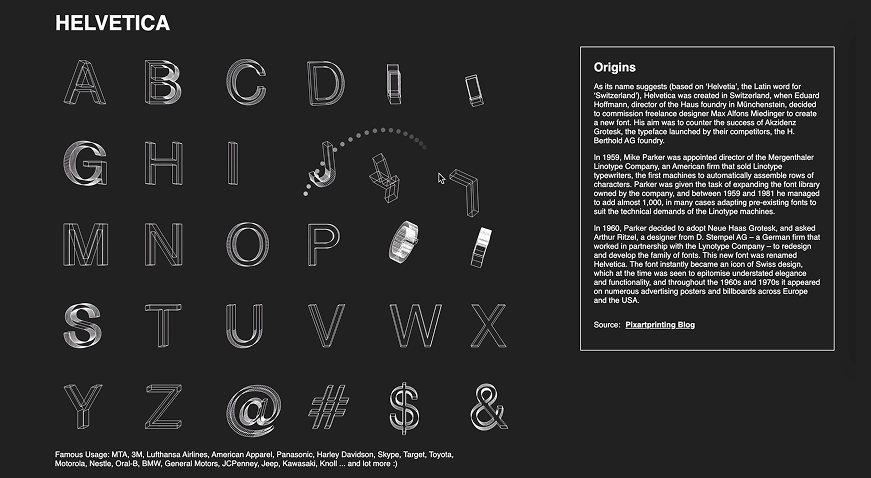 HELVETICA
A B C D
G H I J
M N O P
S T U V W X
Y Z @ # $ &
Famous Usage: MTA, 3M, Lufthansa Airlines, American Apparel, Panasonic, Harley Davidson, Skype, Target, Toyota,
Motorola, Nestle, Oral-B, BMW, General Motors, JCPenney, Jeep, Kawasaki, Knoll ... and lot more :)
Origins
As its name suggests (based on 'Helvetia', the Latin word for
'Switzerland'), Helvetica was created in Switzerland, when Eduard
Hoffmann, director of the Haus foundry in Münchenstein, decided
to commission freelance designer Max Alfons Miedinger to create
a new font. His aim was to counter the success of Akzidenz
Grotesk, the typeface launched by their competitors, the H.
Berthold AG foundry.
In 1959, Mike Parker was appointed director of the Mergenthaler
Linotype Company, an American firm that sold Linotype
typewriters, the first machines to automatically assemble rows of
characters. Parker was given the task of expanding the font library
owned by the company, and between 1959 and 1981 he managed
to add almost 1,000, in many cases adapting pre-existing fonts to
suit the technical demands of the Linotype machines.
In 1960, Parker decided to adopt Neue Haas Grotesk, and asked
Arthur Ritzel, a designer from D. Stempel AG – a German firm that
worked in partnership with the Lynotype Company – to redesign
and develop the family of fonts. This new font was renamed
Helvetica. The font instantly became an icon of Swiss design,
which at the time was seen to epitomise understated elegance
and functionality, and throughout the 1960s and 1970s it appeared
on numerous advertising posters and billboards across Europe
and the USA.
Source: Pixartprinting Blog